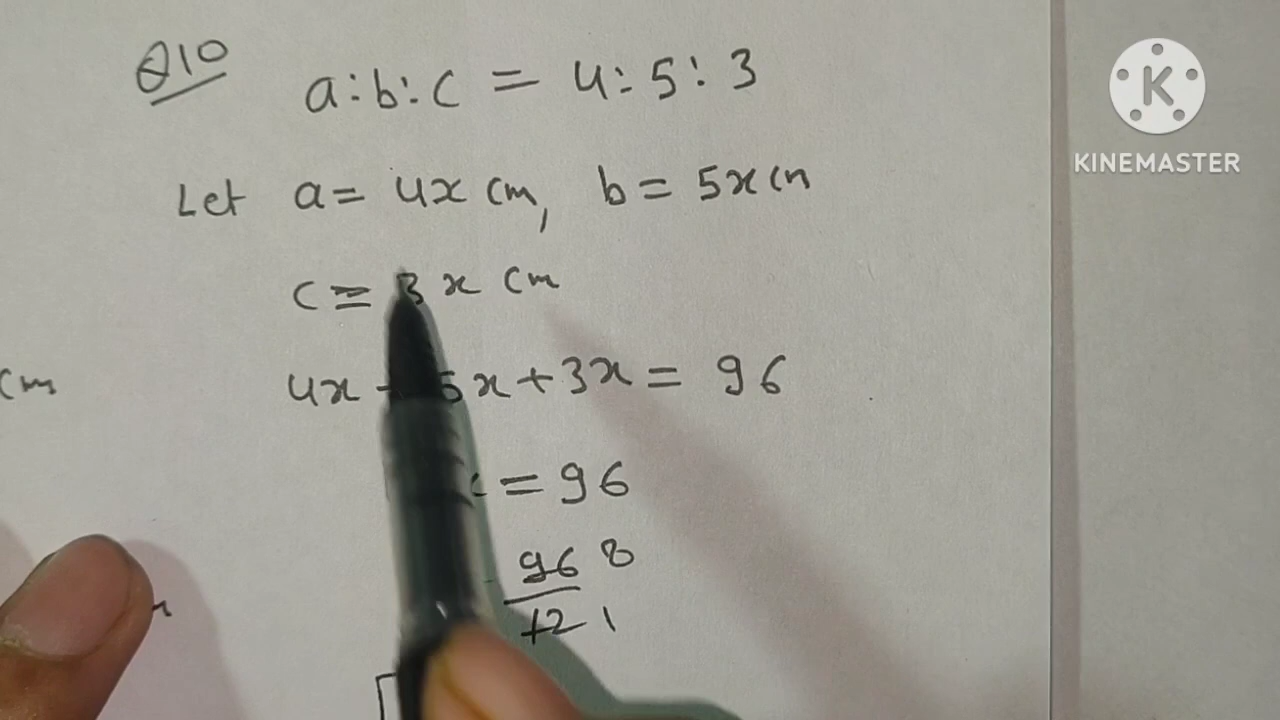 Q10 a:b:c = 4:5:3
Let a = 4x cm, b = 5x cm
c = 3x cm
cm
4x + 5x + 3x = 96
= 96
96 8
12 1
K
KINEMASTER